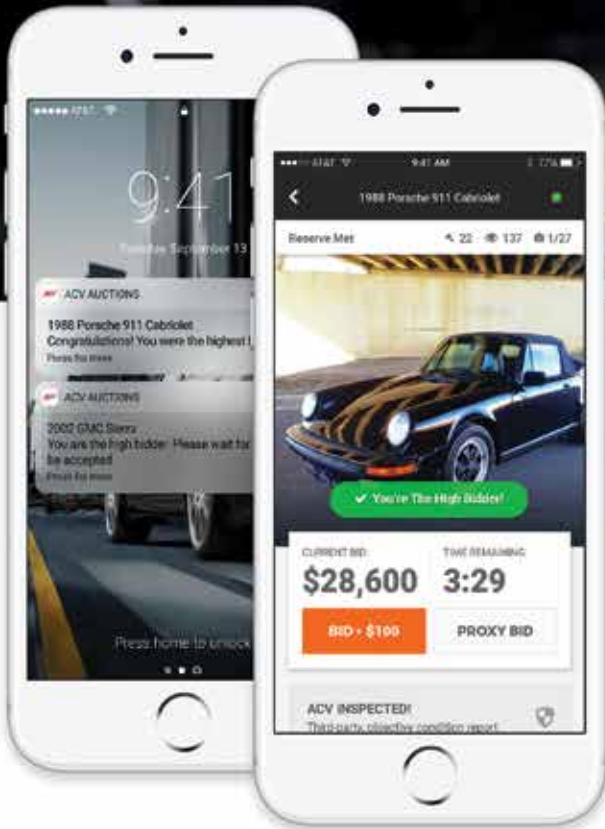 AT&T
9:41
Tuesday September 13
ACV AUCTIONS
1988 Porsche 911 Cabriolet
Congratulations! You were the highest
Press for more
ACV AUCTIONS
2002 GMC Sierra
You are the high bidder. Please wait for
be accepted
Press for more
Press home to unlock
AT&T 9:41 AM 77%
1988 Porsche 911 Cabriolet
Reserve Met 22 137 1/27
✓ You're The High Bidder!
CURRENT BID TIME REMAINING
$28,600 3:29
BID + $100 PROXY BID
ACV INSPECTED!
Third-party, objective condition report